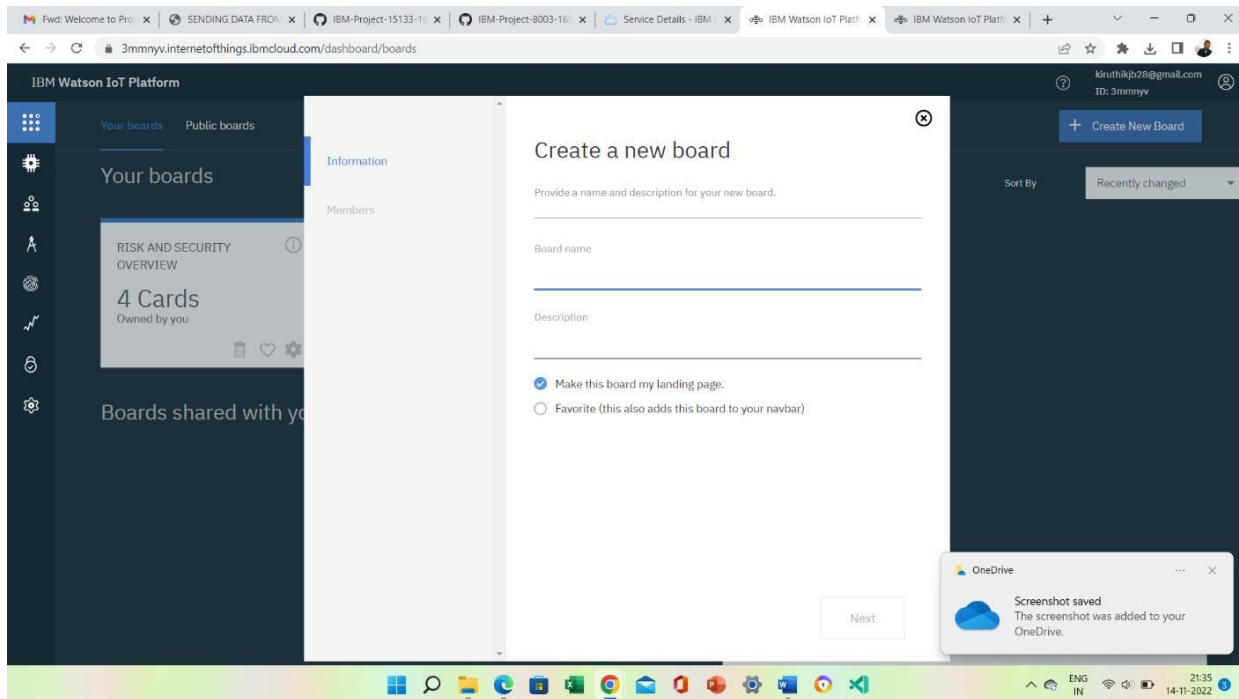 Fwd: Welcome to Proj
SENDING DATA FROM
IBM-Project-15133-16
IBM-Project-8003-165
Service Details - IBM
IBM Watson IoT Platf
IBM Watson IoT Platf
3mmnyv.internetofthings.ibmcloud.com/dashboard/boards
IBM Watson IoT Platform
kiruthikjb28@gmail.com
ID: 3mmnyv
Your boards Public boards
Create New Board
Your boards
Sort By
Recently changed
RISK AND SECURITY
OVERVIEW
4 Cards
Owned by you
Boards shared with yo
Information
Members
Create a new board
Provide a name and description for your new board.
Board name
Description
Make this board my landing page.
Favorite (this also adds this board to your navbar)
Next
OneDrive
Screenshot saved
The screenshot was added to your
OneDrive.
ENG
IN
21:35
14-11-2022
3